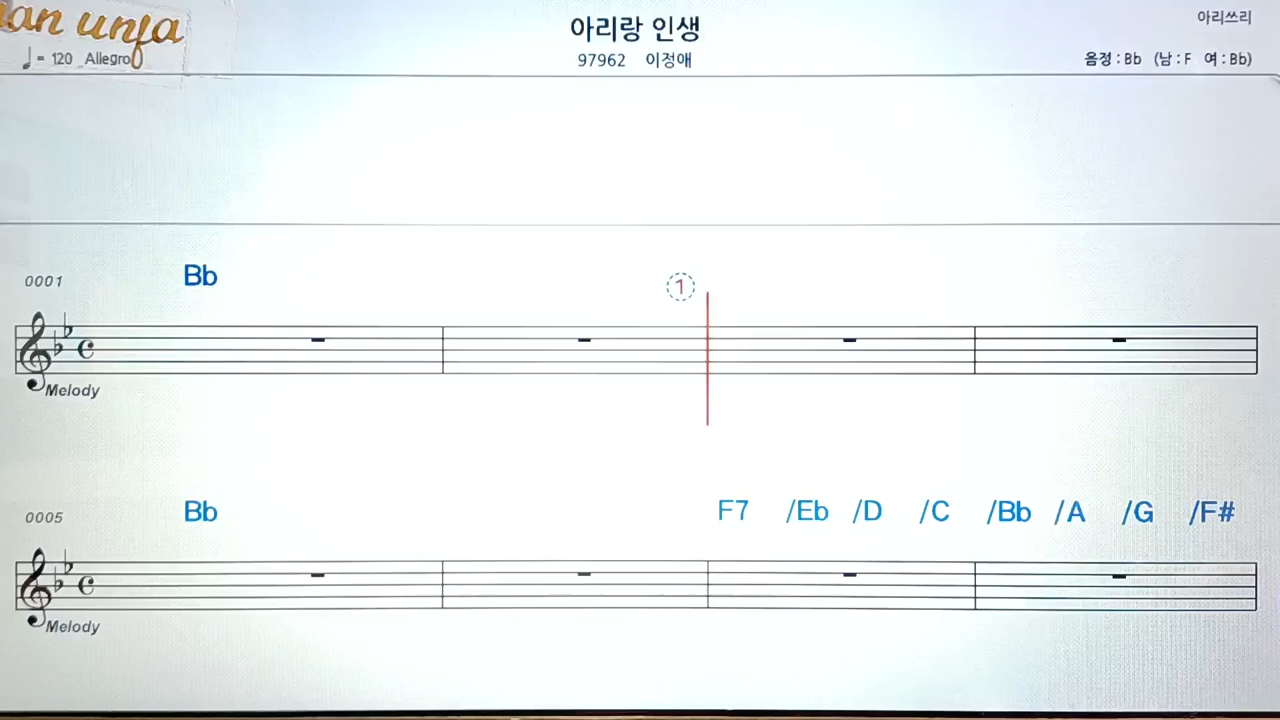 아리쓰리
아리랑 인생
♩ = 120 Allegro
97962 이정애
음정 : Bb (남 : F 여 : Bb)
0001 Bb
1
Melody
0005 Bb F7 /Eb /D /C /Bb /A /G /F#
Melody